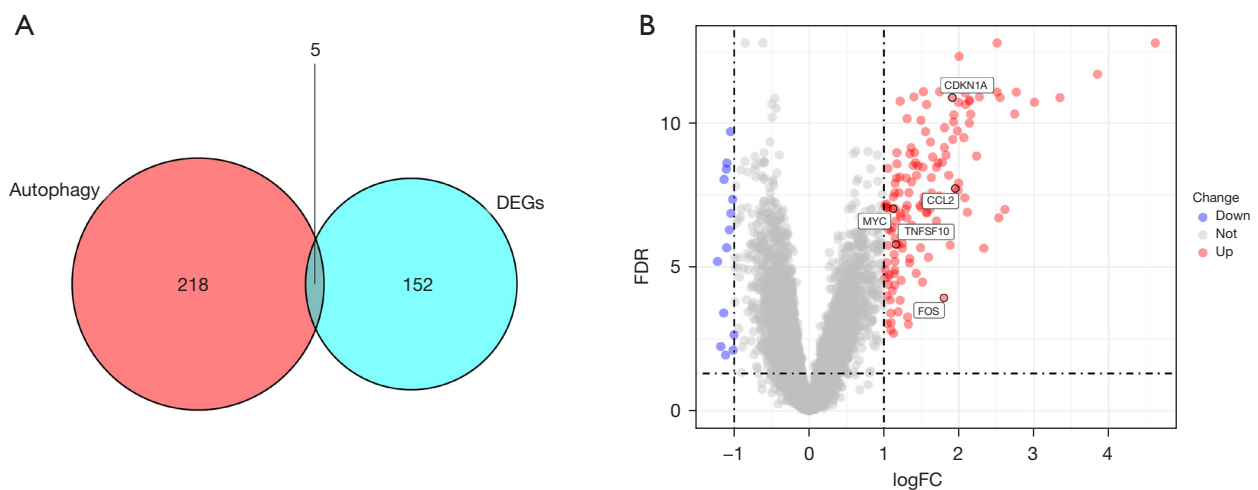 A
5
Autophagy
DEGs
218
152
B
CDKN1A
CCL2
MYC
TNFSF10
FOS
10
5
0
FDR
−1
0
1
2
3
4
logFC
Change
Down
Not
Up